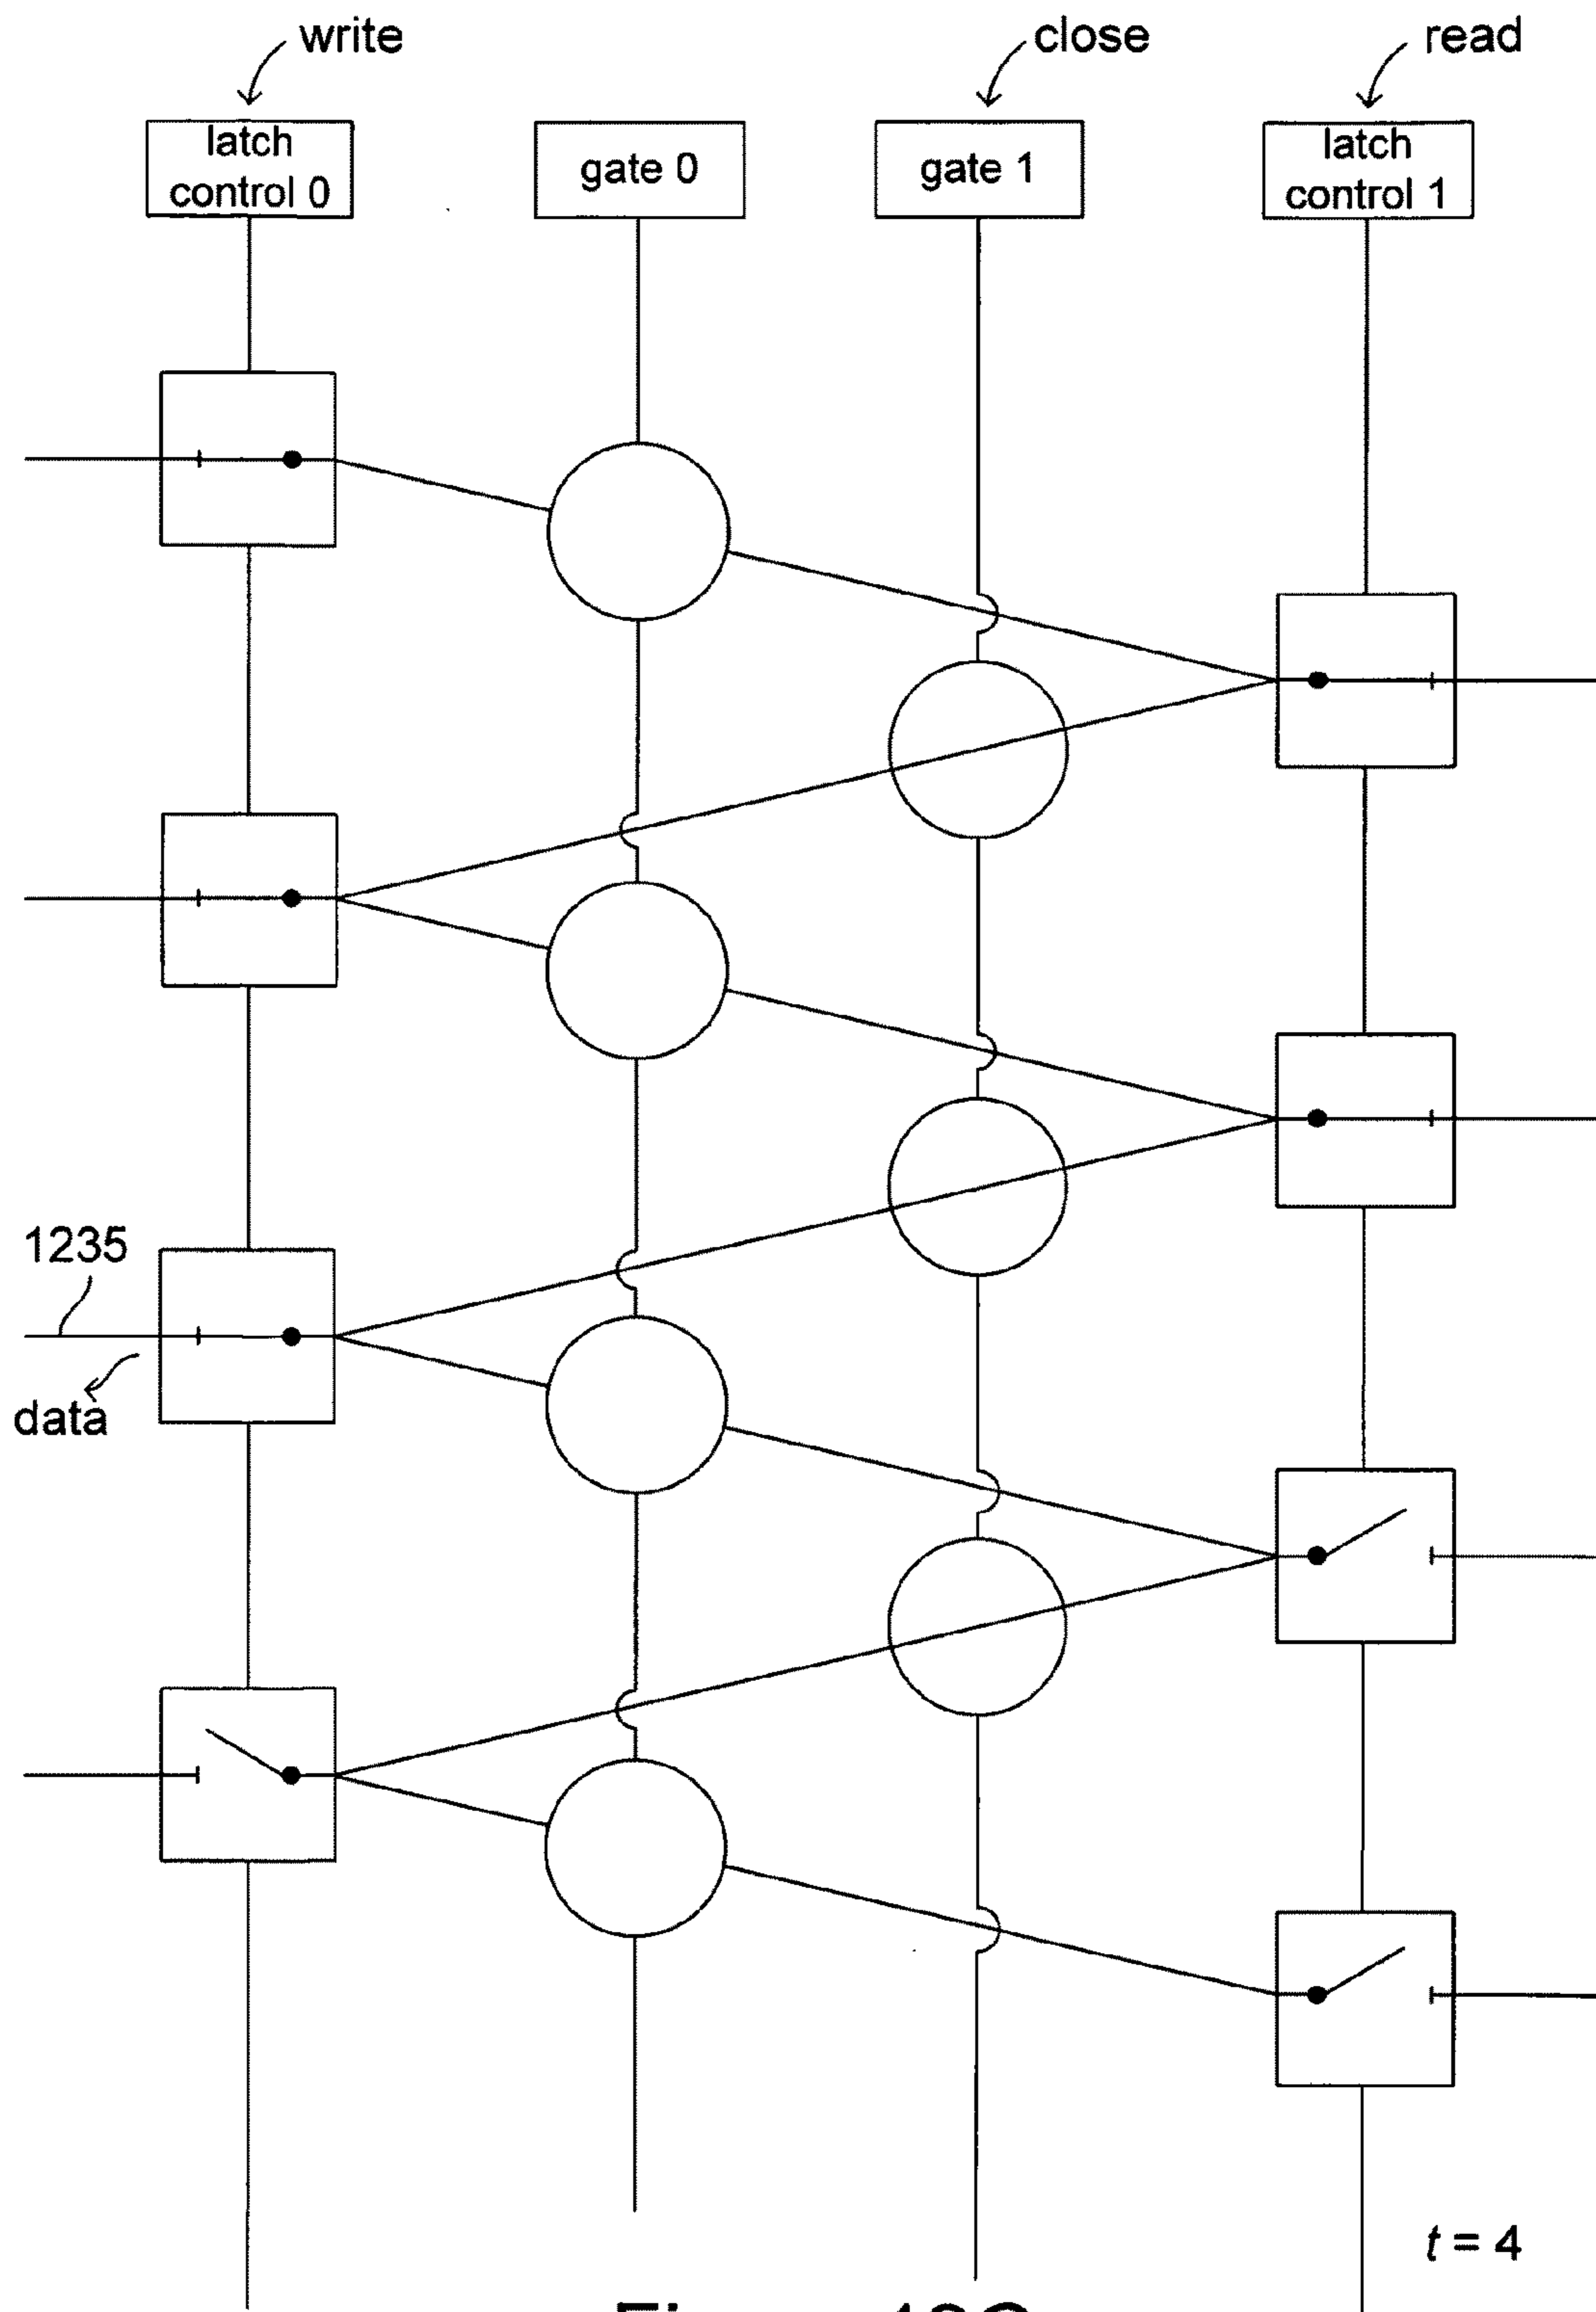 write
close
read
latch
control 0
gate 0
gate 1
latch
control 1
1235
data
t = 4